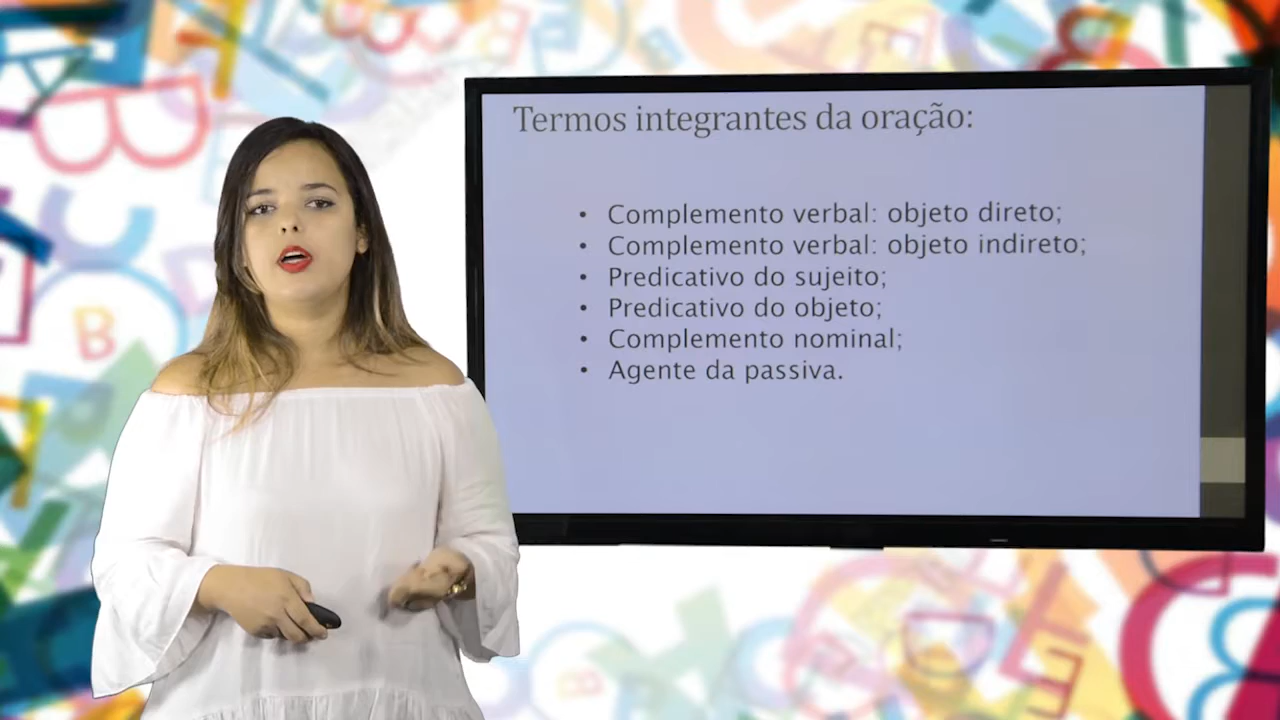 Termos integrantes da oração:
• Complemento verbal: objeto direto;
• Complemento verbal: objeto indireto;
• Predicativo do sujeito;
• Predicativo do objeto;
• Complemento nominal;
• Agente da passiva.